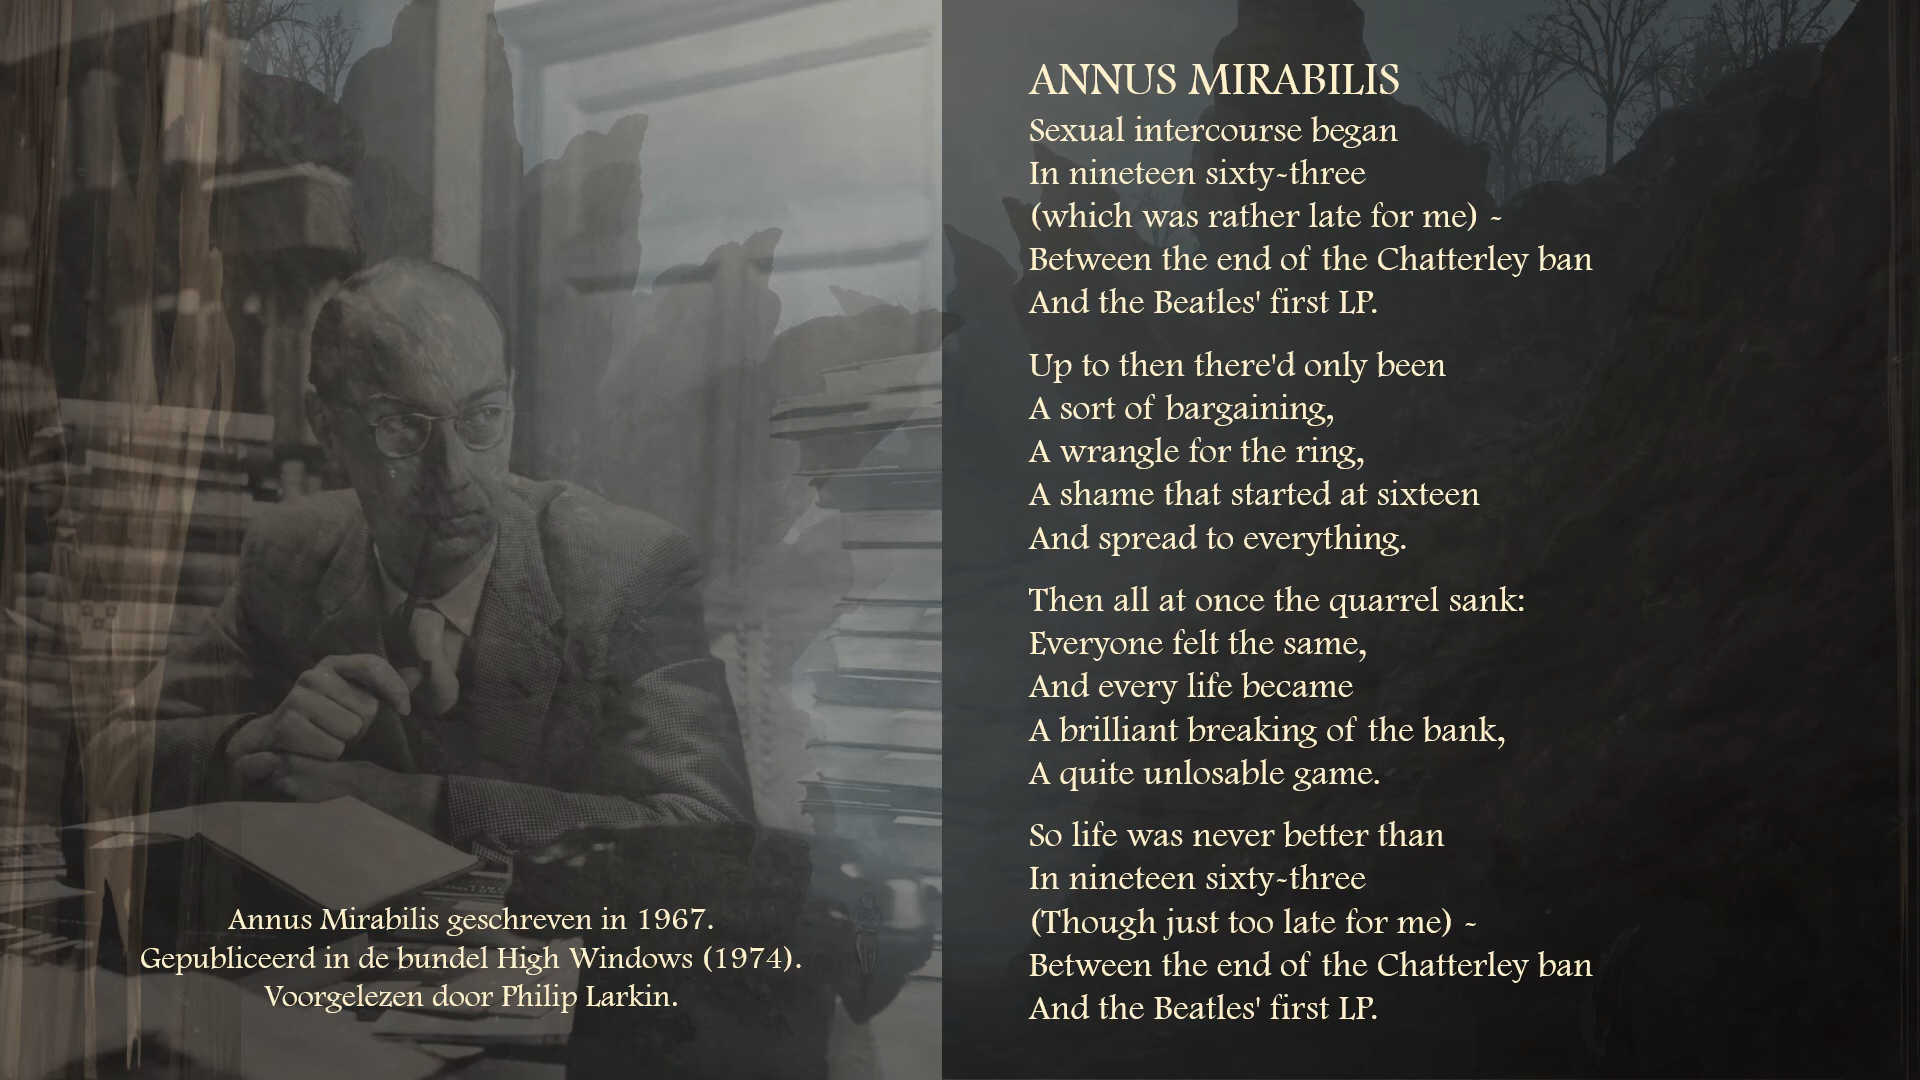 ANNUS MIRABILIS
Sexual intercourse began
In nineteen sixty-three
(which was rather late for me) -
Between the end of the Chatterley ban
And the Beatles' first LP.
Up to then there'd only been
A sort of bargaining,
A wrangle for the ring,
A shame that started at sixteen
And spread to everything.
Then all at once the quarrel sank:
Everyone felt the same,
And every life became
A brilliant breaking of the bank,
A quite unlosable game.
So life was never better than
In nineteen sixty-three
(Though just too late for me) -
Between the end of the Chatterley ban
And the Beatles' first LP.
Annus Mirabilis geschreven in 1967.
Gepubliceerd in de bundel High Windows (1974).
Voorgelezen door Philip Larkin.